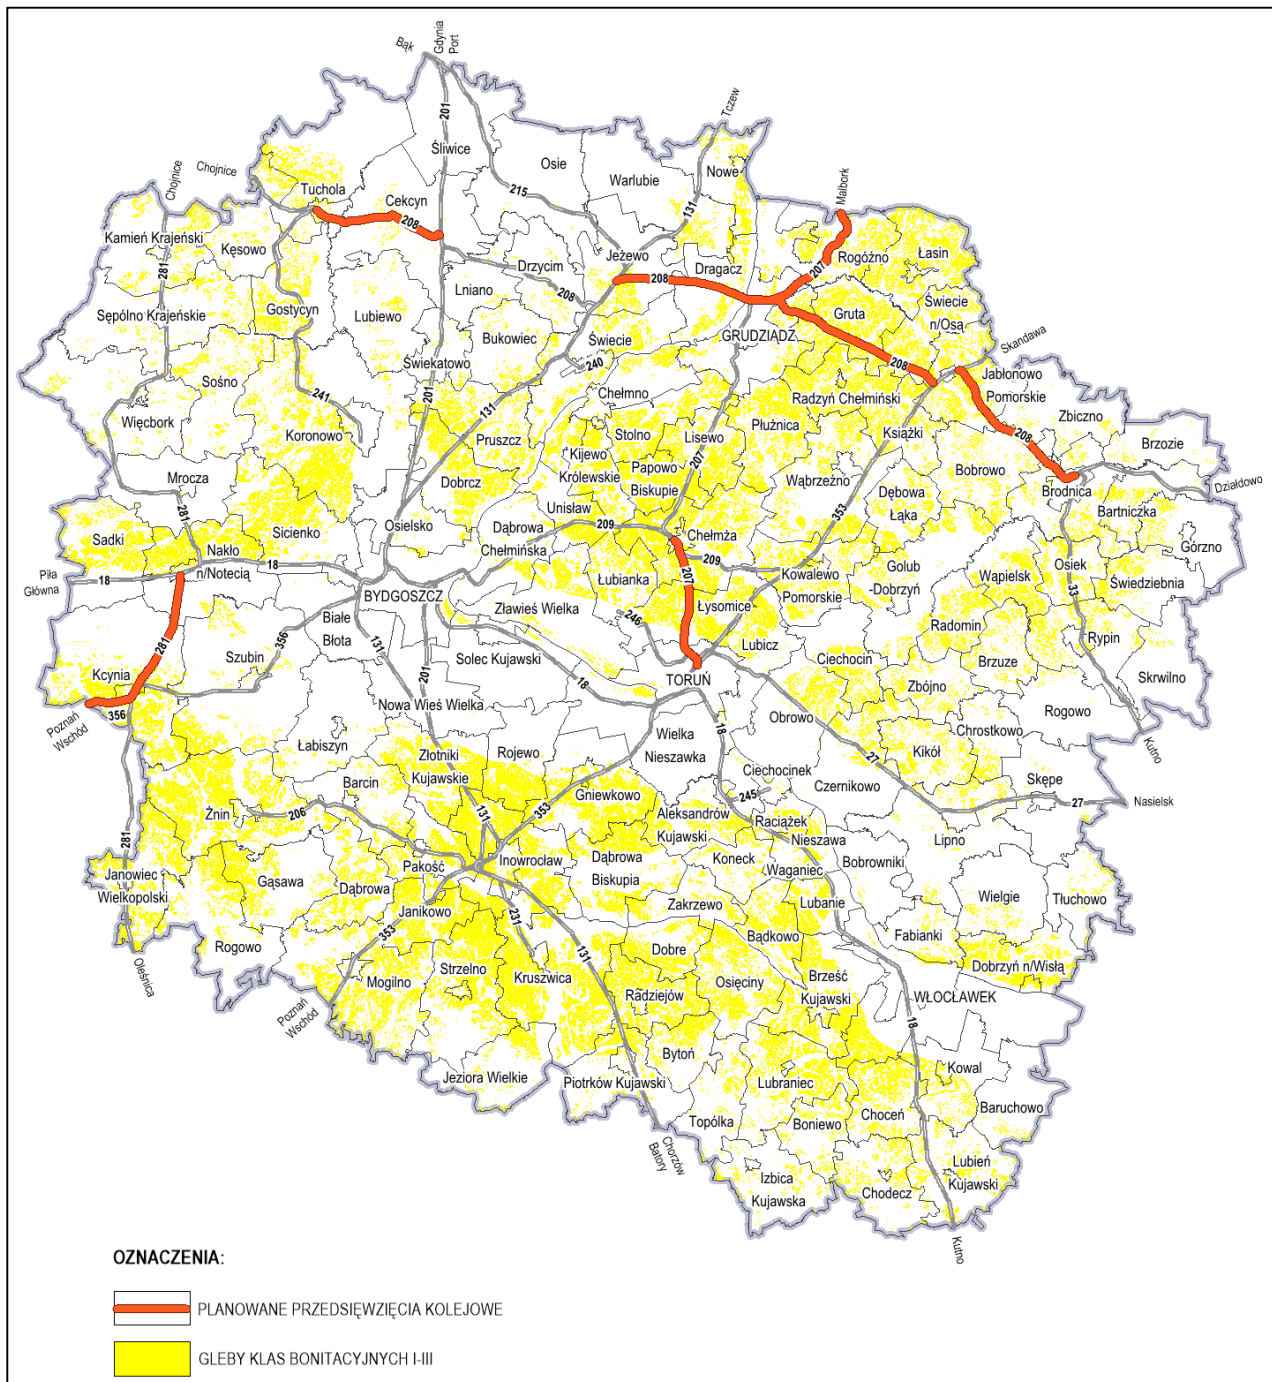 Bąk
Gdynia
Port
201
Śliwice
Osie
Tczew
Nowe
Warlubie
215
131
Chojnice
Chojnice
Tuchola
Cekcyn
208
Malbork
Kamień Krajeński
Kęsowo
281
Drzycim
208
Jeżewo
208
Dragacz
207
Rogóźno
Łasin
Lniano
Sępólno Krajeńskie
Gostycyn
Lubiewo
Bukowiec
Świecie
GRUDZIĄDZ
Gruta
Świecie
n/Osą
Skandawa
240
208
Świekatowo
201
131
Sośno
241
Chełmno
Radzyń Chełmiński
Jabłonowo
Pomorskie
Zbiczno
Więcbork
Koronowo
Pruszcz
Stolno
Lisewo
Płużnica
Książki
208
Brzozie
Kijewo
Królewskie
Papowo
Biskupie
207
Wąbrzeźno
Bobrowo
Brodnica
Działdowo
Mrocza
281
Dobrcz
Unisław
353
Dębowa
Łąka
Bartniczka
Sadki
Sicienko
Osielsko
Dąbrowa
Chełmińska
209
Chełmża
Górzno
Nakło
n/Notecią
18
209
Kowalewo
Pomorskie
Golub
-Dobrzyń
Wąpielsk
Osiek
Świedziebnia
Piła
Główna
18
BYDGOSZCZ
Łubianka
207
33
Białe
Błota
Zławieś Wielka
246
Łysomice
Radomin
Rypin
281
356
Szubin
131
201
Solec Kujawski
18
Lubicz
TORUŃ
Ciechocin
Brzuze
Skrwilno
Kcynia
Zbójno
356
Poznań
Wschód
Nowa Wieś Wielka
Obrowo
Rogowo
Łabiszyn
Złotniki
Kujawskie
Rojewo
Wielka
Nieszawka
18
27
Kikół
Chrostkowo
Kutno
Barcin
Ciechocinek
Czernikowo
Skępe
27
Nasielsk
281
Żnin
206
131
353
Gniewkowo
Aleksandrów
Kujawski
245
Raciążek
Nieszawa
Lipno
Janowiec
Wielkopolski
Gąsawa
Dąbrowa
Pakość
Inowrocław
Dąbrowa
Biskupia
Koneck
Waganiec
Bobrowniki
Wielgie
Tłuchowo
Janikowo
Zakrzewo
Lubanie
Fabianki
Rogowo
353
231
131
Dobre
Bądkowo
Oleśnica
Mogilno
Strzelno
Kruszwica
Radziejów
Osięciny
Brześć
Kujawski
Dobrzyń n/Wisłą
WŁOCŁAWEK
Poznań
Wschód
18
Jeziora Wielkie
Piotrków Kujawski
Bytoń
Lubraniec
Kowal
Baruchowo
Topólka
Boniewo
Choceń
Chorzów
Batory
Izbica
Kujawska
Chodecz
Lubień
Kujawski
Kutno
OZNACZENIA:
PLANOWANE PRZEDSIĘWZIĘCIA KOLEJOWE
GLEBY KLAS BONITACYJNYCH I-III